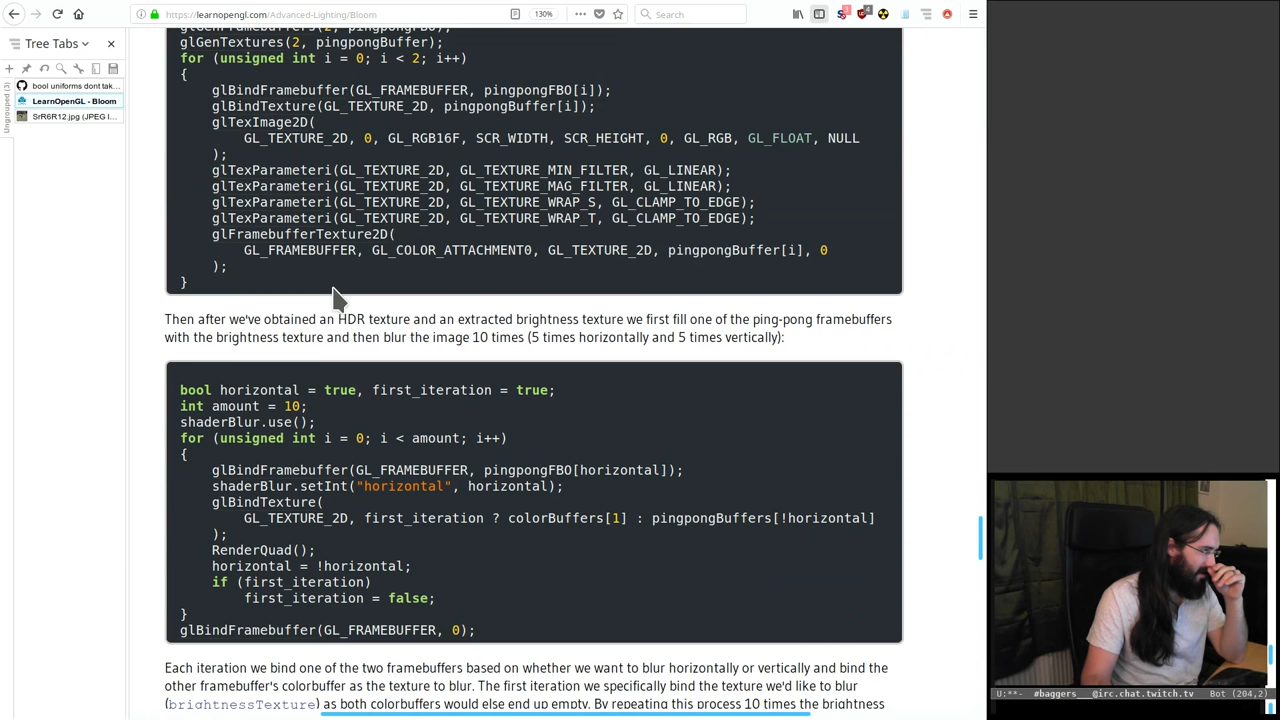 https://learnopengl.com/Advanced-Lighting/Bloom
130%
Search
Tree Tabs
Ungrouped (3)
bool uniforms dont tak...
LearnOpenGL - Bloom
SrR6R12.jpg (JPEG I...
glGenTextures(2, pingpongBuffer);
for (unsigned int i = 0; i < 2; i++)
{
glBindFramebuffer(GL_FRAMEBUFFER, pingpongFBO[i]);
glBindTexture(GL_TEXTURE_2D, pingpongBuffer[i]);
glTexImage2D(
GL_TEXTURE_2D, 0, GL_RGB16F, SCR_WIDTH, SCR_HEIGHT, 0, GL_RGB, GL_FLOAT, NULL
);
glTexParameteri(GL_TEXTURE_2D, GL_TEXTURE_MIN_FILTER, GL_LINEAR);
glTexParameteri(GL_TEXTURE_2D, GL_TEXTURE_MAG_FILTER, GL_LINEAR);
glTexParameteri(GL_TEXTURE_2D, GL_TEXTURE_WRAP_S, GL_CLAMP_TO_EDGE);
glTexParameteri(GL_TEXTURE_2D, GL_TEXTURE_WRAP_T, GL_CLAMP_TO_EDGE);
glFramebufferTexture2D(
GL_FRAMEBUFFER, GL_COLOR_ATTACHMENT0, GL_TEXTURE_2D, pingpongBuffer[i], 0
);
}
Then after we've obtained an HDR texture and an extracted brightness texture we first fill one of the ping-pong framebuffers
with the brightness texture and then blur the image 10 times (5 times horizontally and 5 times vertically):
bool horizontal = true, first_iteration = true;
int amount = 10;
shaderBlur.use();
for (unsigned int i = 0; i < amount; i++)
{
glBindFramebuffer(GL_FRAMEBUFFER, pingpongFBO[horizontal]);
shaderBlur.setInt("horizontal", horizontal);
glBindTexture(
GL_TEXTURE_2D, first_iteration ? colorBuffers[1] : pingpongBuffers[!horizontal]
);
RenderQuad();
horizontal = !horizontal;
if (first_iteration)
first_iteration = false;
}
glBindFramebuffer(GL_FRAMEBUFFER, 0);
Each iteration we bind one of the two framebuffers based on whether we want to blur horizontally or vertically and bind the
other framebuffer's colorbuffer as the texture to blur. The first iteration we specifically bind the texture we'd like to blur
(brightnessTexture) as both colorbuffers would else end up empty. By repeating this process 10 times the brightness
U:**- #baggers__@irc.chat.twitch.tv Bot (204,2)